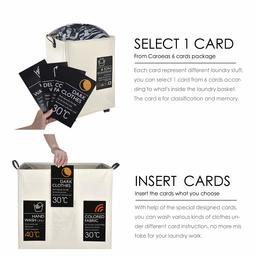 SELECT 1 CARD
From Caroeas 6 cards package
Each card represent different laundry stuff,
you can select 1 card from 6 cards accor-
ding to what's inside the laundry basket.
The card is for classification and memory.
DARK
CLOTHES
30°C
INSERT CARDS
Insert the cards what you choose
With help of the special designed cards,
you can wash various kinds of clothes un-
der different card instruction, no more mis
take for your laundry work.
HAND
WASH
40°C
DARK
CLOTHES
30°C
COLORED
FABRIC
30°C